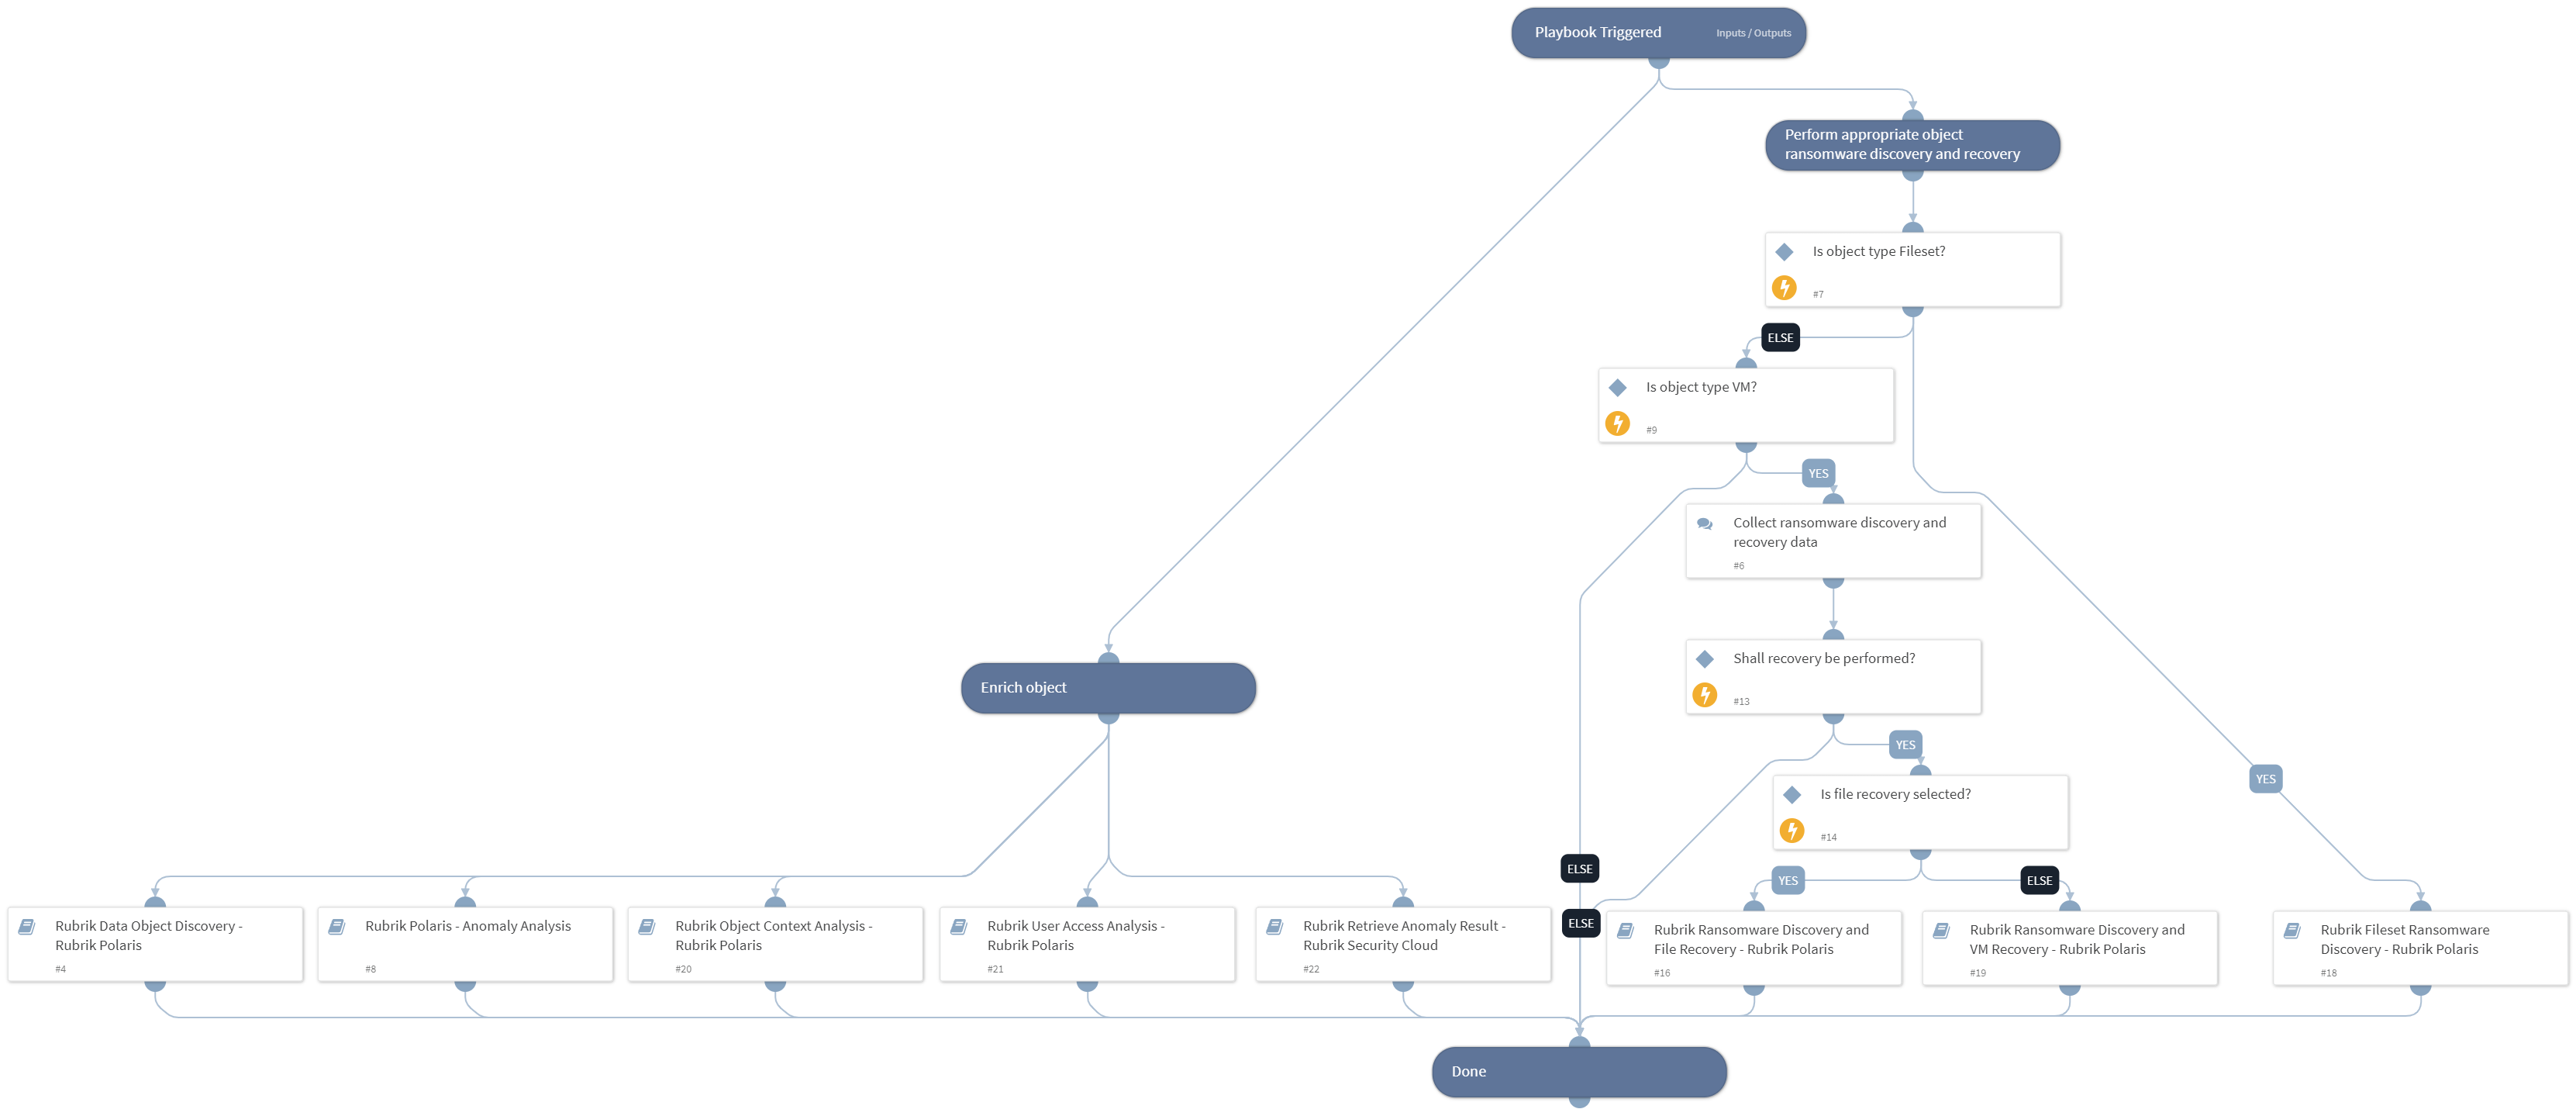 Playbook Triggered
Inputs / Outputs
Perform appropriate object
ransomware discovery and recovery
Is object type Fileset?
#7
ELSE
Is object type VM?
#9
YES
Collect ransomware discovery and
recovery data
#6
Shall recovery be performed?
#13
Enrich object
YES
YES
Is file recovery selected?
#14
ELSE
YES
ELSE
ELSE
Rubrik Data Object Discovery -
Rubrik Polaris
#4
Rubrik Polaris - Anomaly Analysis
#8
Rubrik Object Context Analysis -
Rubrik Polaris
#20
Rubrik User Access Analysis -
Rubrik Polaris
#21
Rubrik Retrieve Anomaly Result -
Rubrik Security Cloud
#22
Rubrik Ransomware Discovery and
File Recovery - Rubrik Polaris
#16
Rubrik Ransomware Discovery and
VM Recovery - Rubrik Polaris
#19
Rubrik Fileset Ransomware
Discovery - Rubrik Polaris
#18
Done